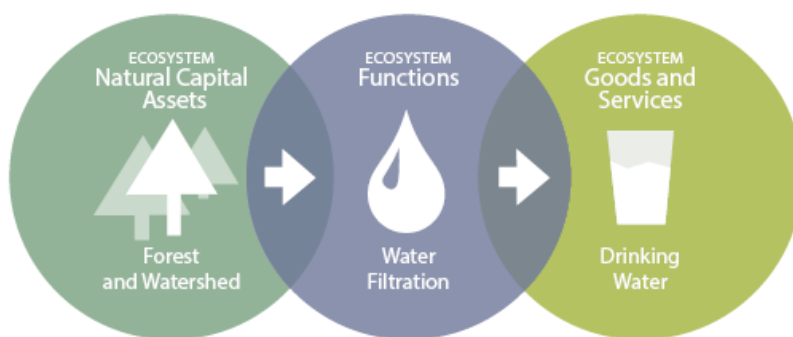 ECOSYSTEM
Natural Capital
Assets
Forest
and Watershed
ECOSYSTEM
Functions
Water
Filtration
ECOSYSTEM
Goods and
Services
Drinking
Water